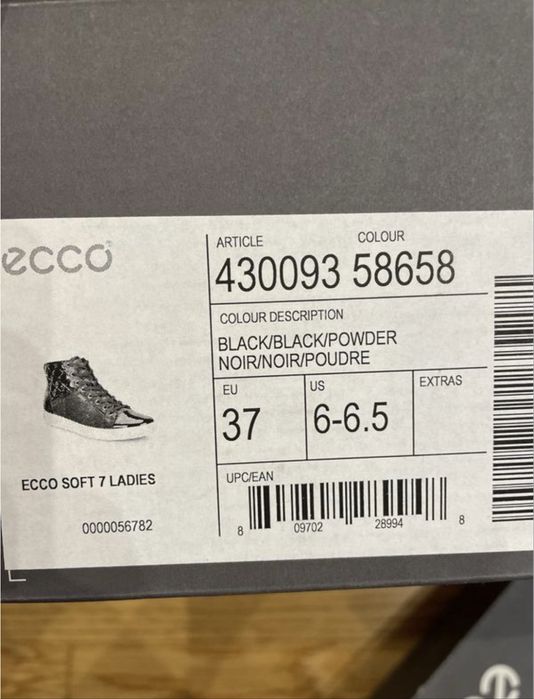 ecco
ARTICLE COLOUR
430093 58658
COLOUR DESCRIPTION
BLACK/BLACK/POWDER
NOIR/NOIR/POUDRE
EU US EXTRAS
37 6-6.5
ECCO SOFT 7 LADIES
UPC/EAN
0000056782
8 09702 28994 8